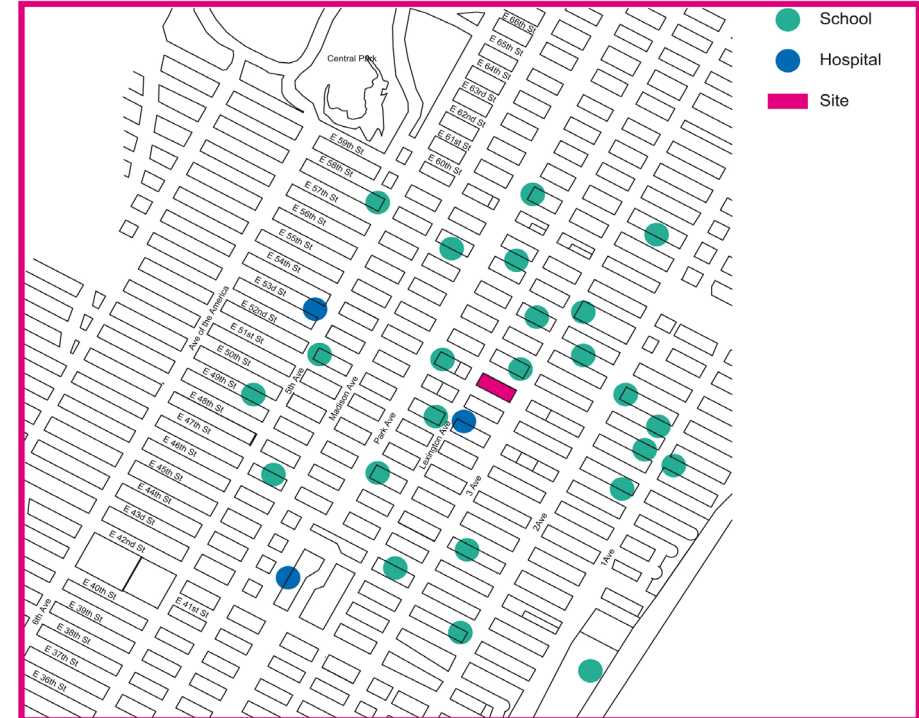 School
Hospital
Site
Central Park
E 66th St
E 65th St
E 64th St
E 63rd St
E 62nd St
E 61st St
E 60th St
E 59th St
E 58th St
E 57th St
E 56th St
E 55th St
E 54th St
E 53d St
E 52nd St
E 51st St
E 50th St
E 49th St
E 48th St
E 47th St
E 46th St
E 45th St
E 44th St
E 43d St
E 42nd St
E 41st St
E 40th St
E 39th St
E 38th St
E 37th St
E 36th St
Ave of the America
5th Ave
Madison Ave
Park Ave
Lexington Ave
3 Ave
2Ave
1Ave
6th Ave